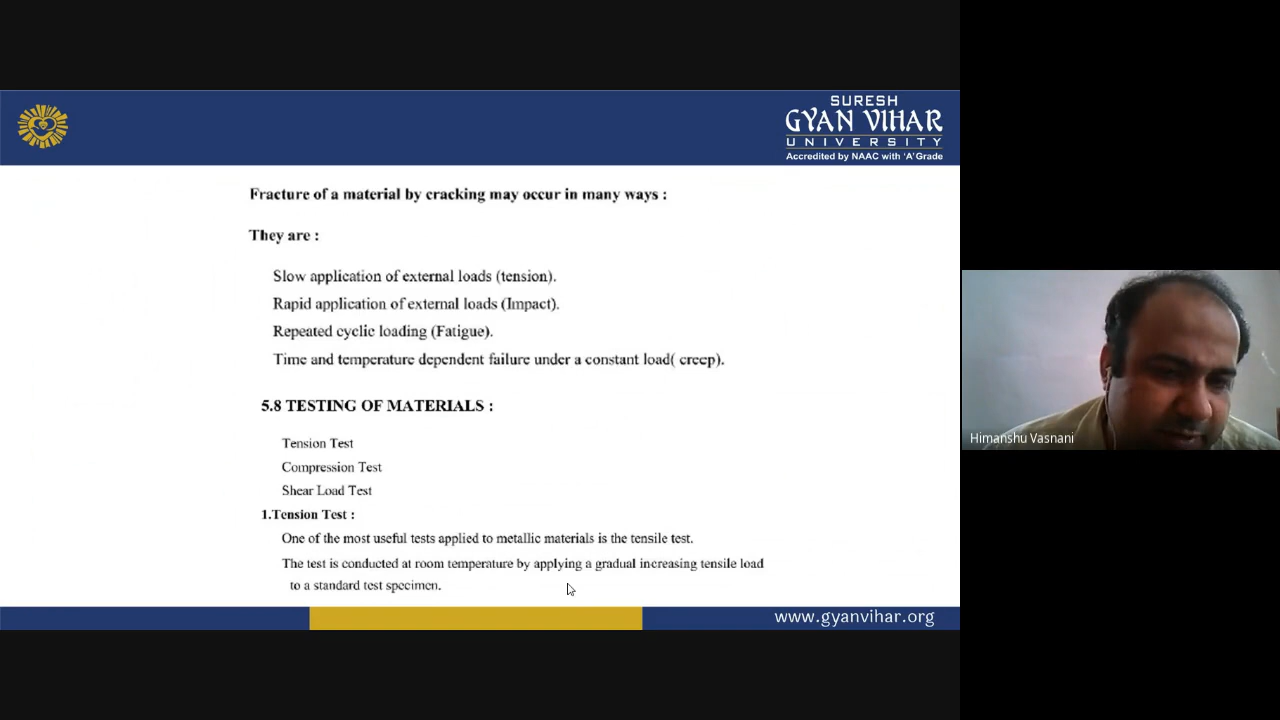 SURESH
GYAN VIHAR
UNIVERSITY
Accredited by NAAC with 'A' Grade
Fracture of a material by cracking may occur in many ways :
They are :
Slow application of external loads (tension).
Rapid application of external loads (Impact).
Repeated cyclic loading (Fatigue).
Time and temperature dependent failure under a constant load( creep).
5.8 TESTING OF MATERIALS :
Tension Test
Compression Test
Shear Load Test
1.Tension Test :
One of the most useful tests applied to metallic materials is the tensile test.
The test is conducted at room temperature by applying a gradual increasing tensile load
to a standard test specimen.
www.gyanvihar.org
Himanshu Vasnani